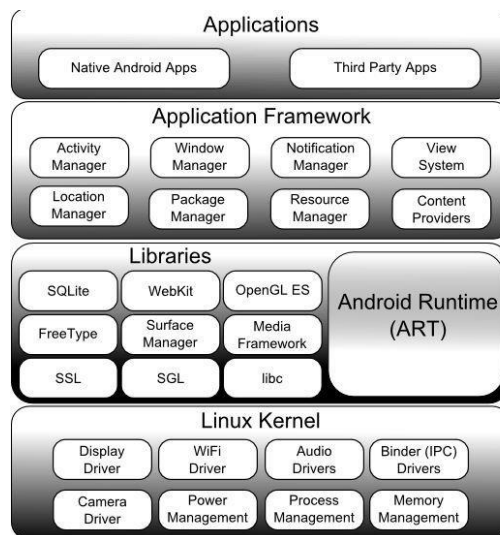 Applications
Native Android Apps
Third Party Apps
Application Framework
Activity
Manager
Window
Manager
Notification
Manager
View
System
Location
Manager
Package
Manager
Resource
Manager
Content
Providers
Libraries
SQLite
WebKit
OpenGL ES
FreeType
Surface
Manager
Media
Framework
SSL
SGL
libc
Android Runtime
(ART)
Linux Kernel
Display
Driver
WiFi
Driver
Audio
Drivers
Binder (IPC)
Drivers
Camera
Driver
Power
Management
Process
Management
Memory
Management